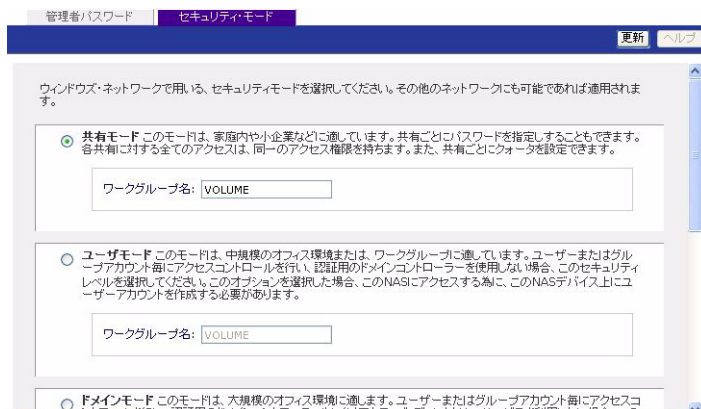 管理者パスワード セキュリティ・モード
更新 ヘルプ
ウィンドウズ・ネットワークで用いる、セキュリティモードを選択してください。その他のネットワークにも可能であれば適用されま
す。
共有モード このモードは、家庭内や小企業などに適しています。共有ごとにパスワードを指定しすることもできます。
各共有に対する全てのアクセスは、同一のアクセス権限を持ちます。また、共有ごとにクォータを設定できます。
ワークグループ名: VOLUME
ユーザモード このモードは、中規模のオフィス環境または、ワークグループに適しています。ユーザーまたはグル
ープアカウント毎にアクセスコントロールを行い、認証用のドメインコントローラーを使用しない場合、このセキュリティ
レベルを選択してください。このオプションを選択した場合、このNASにアクセスする為に、このNASデバイス上にユ
ーザーアカウントを作成する必要があります。
ワークグループ名: VOLUME
ドメインモード このモードは、大規模のオフィス環境に適します。ユーザーまたはグループアカウント毎にアクセスコ